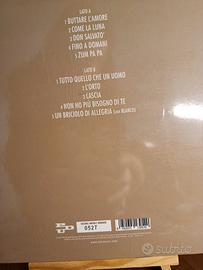 LATO A
1 BUTTARE L'AMORE
2 COME LA LUNA
3 DON SALVATO'
4 FINO A DOMANI
5 ZUM PA PA
LATO B
1 TUTTO QUELLO CHE UN UOMO
2 L'ORTO
3 LASCIA
4 NON HO PIÙ BISOGNO DI TE
5 UN BRICIOLO DI ALLEGRIA (con BLANCO)
0527
subito